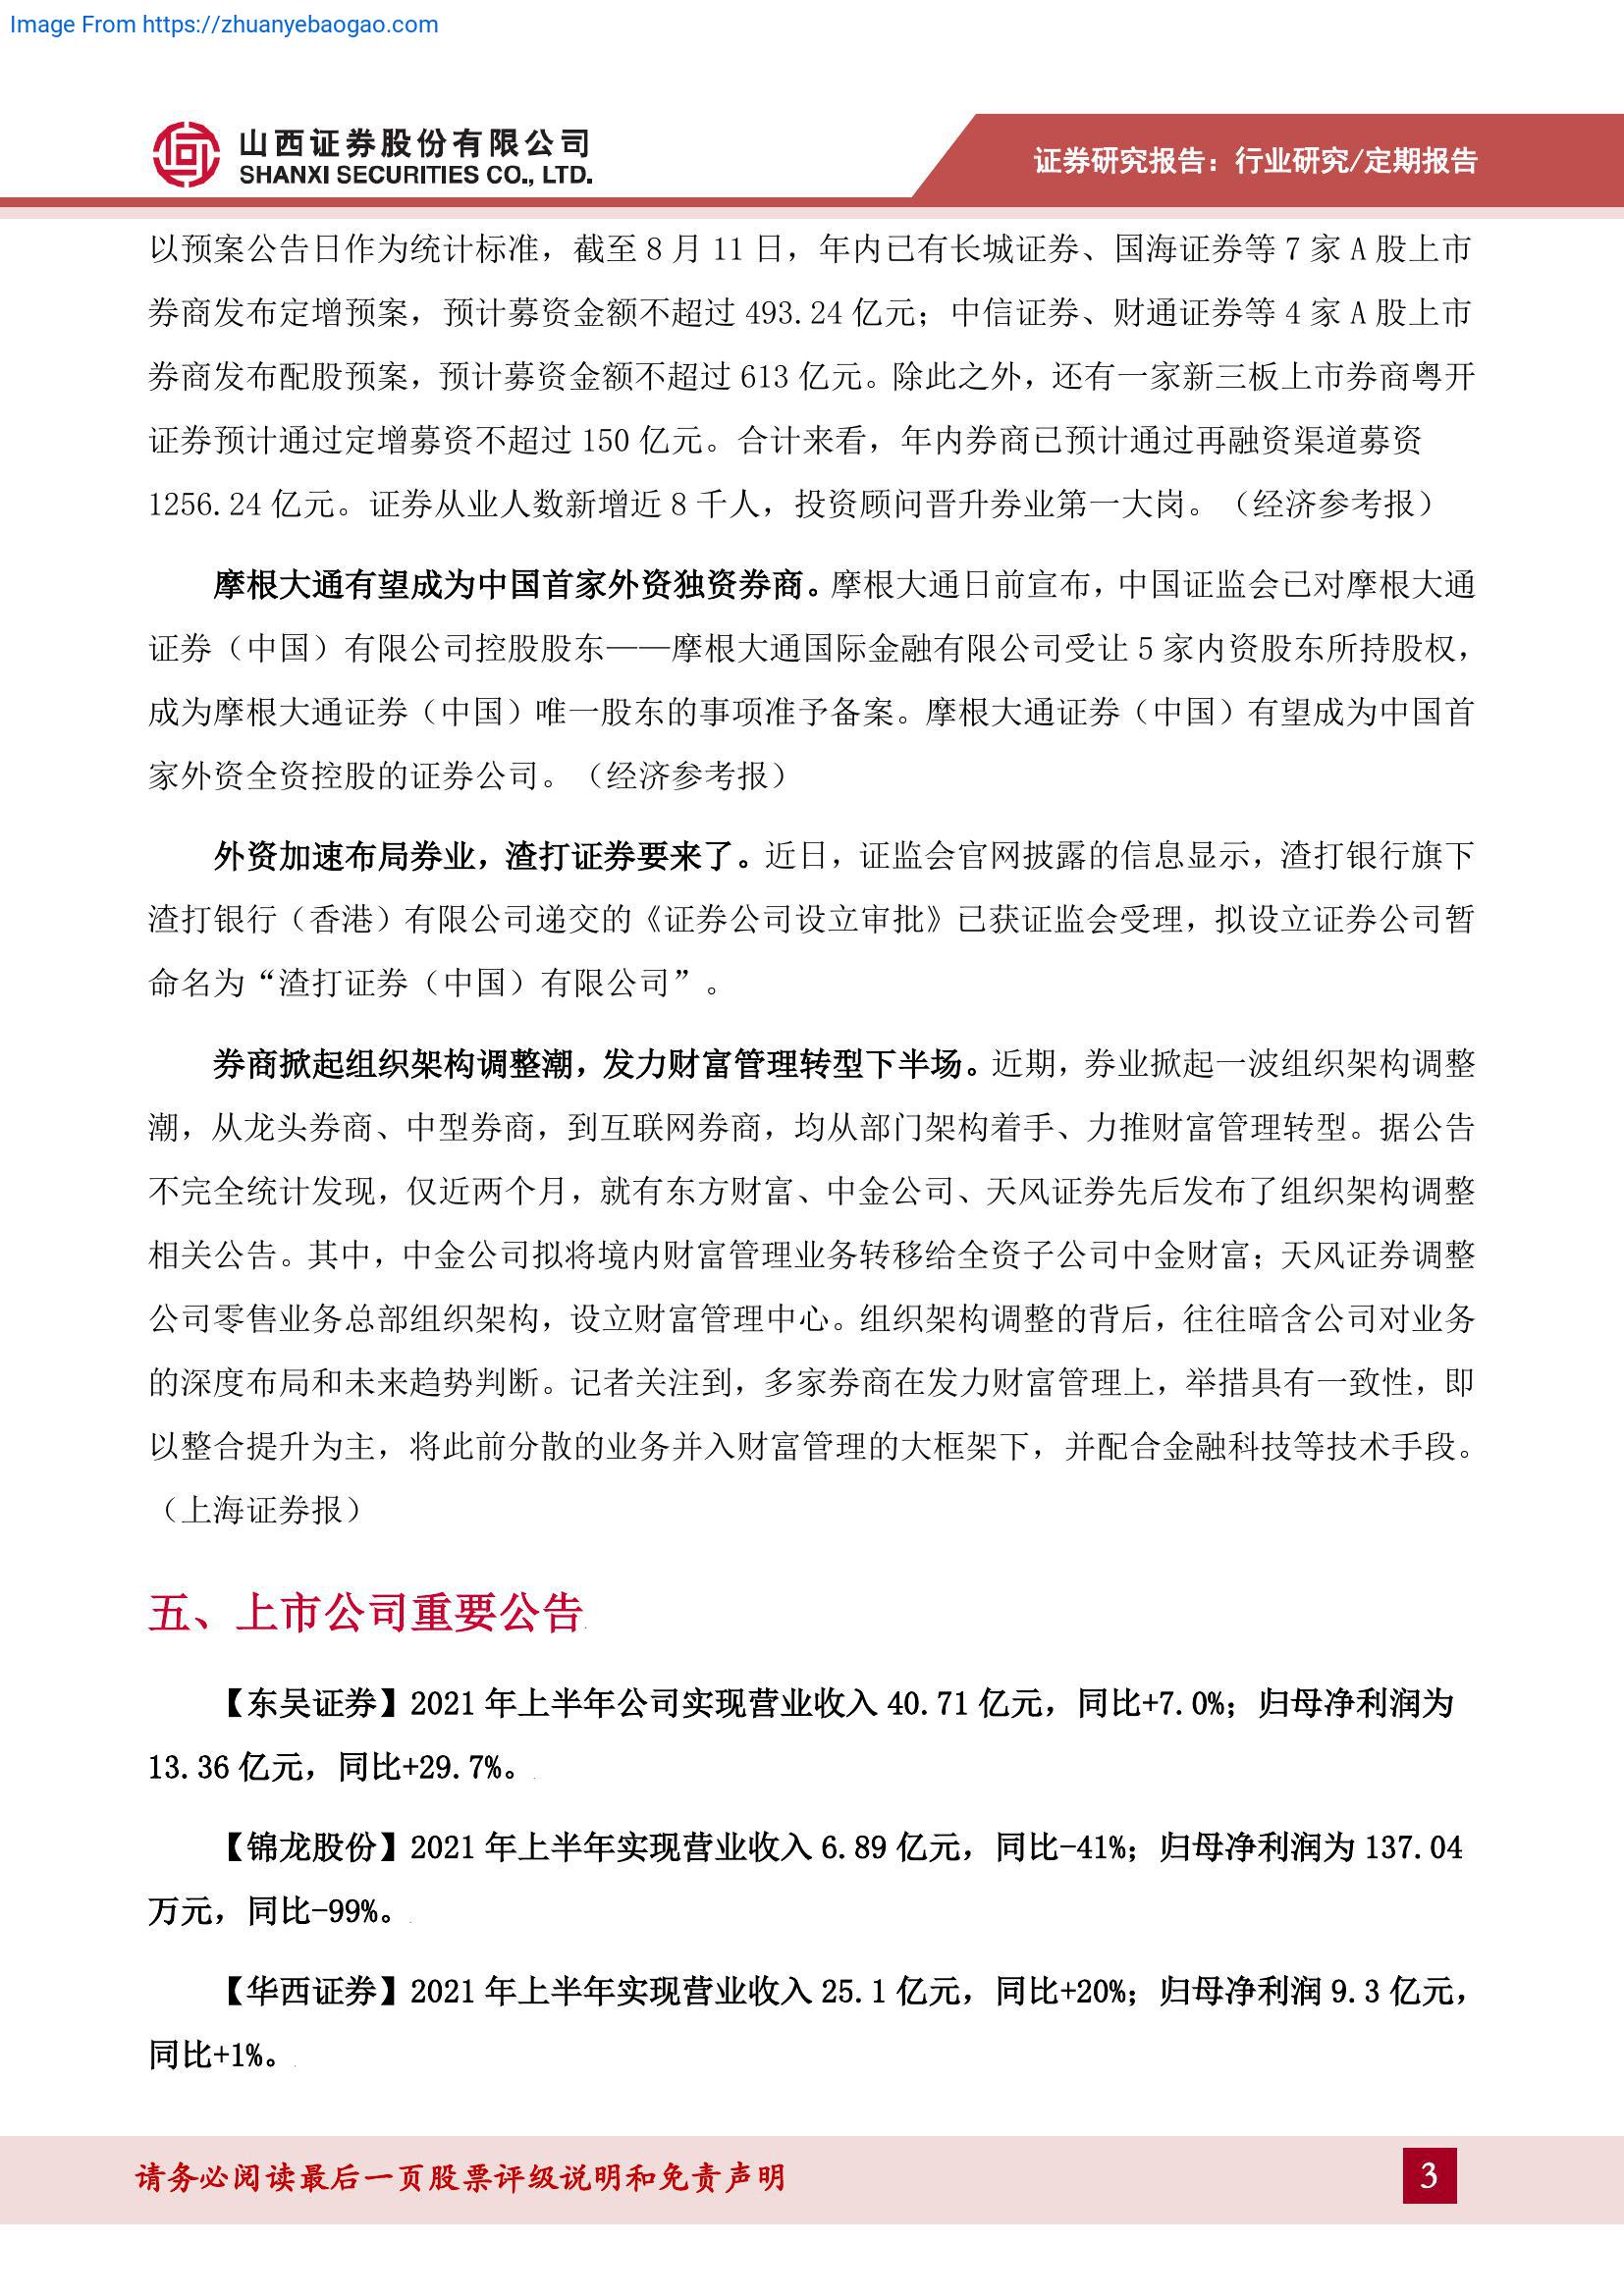 Image From https://zhuanyebaogao.com
山西证券股份有限公司
SHANXI SECURITIES CO., LTD.
证券研究报告：行业研究/定期报告
以预案公告日作为统计标准，截至 8 月 11 日，年内已有长城证券、国海证券等 7 家 A 股上市
券商发布定增预案，预计募资金额不超过 493.24 亿元；中信证券、财通证券等 4 家 A 股上市
券商发布配股预案，预计募资金额不超过 613 亿元。除此之外，还有一家新三板上市券商粤开
证券预计通过定增募资不超过 150 亿元。合计来看，年内券商已预计通过再融资渠道募资
1256.24 亿元。证券从业人数新增近 8 千人，投资顾问晋升券业第一大岗。（经济参考报）
摩根大通有望成为中国首家外资独资券商。摩根大通日前宣布，中国证监会已对摩根大通
证券（中国）有限公司控股股东——摩根大通国际金融有限公司受让 5 家内资股东所持股权，
成为摩根大通证券（中国）唯一股东的事项准予备案。摩根大通证券（中国）有望成为中国首
家外资全资控股的证券公司。（经济参考报）
外资加速布局券业，渣打证券要来了。近日，证监会官网披露的信息显示，渣打银行旗下
渣打银行（香港）有限公司递交的《证券公司设立审批》已获证监会受理，拟设立证券公司暂
命名为“渣打证券（中国）有限公司”。
券商掀起组织架构调整潮，发力财富管理转型下半场。近期，券业掀起一波组织架构调整
潮，从龙头券商、中型券商，到互联网券商，均从部门架构着手、力推财富管理转型。据公告
不完全统计发现，仅近两个月，就有东方财富、中金公司、天风证券先后发布了组织架构调整
相关公告。其中，中金公司拟将境内财富管理业务转移给全资子公司中金财富；天风证券调整
公司零售业务总部组织架构，设立财富管理中心。组织架构调整的背后，往往暗含公司对业务
的深度布局和未来趋势判断。记者关注到，多家券商在发力财富管理上，举措具有一致性，即
以整合提升为主，将此前分散的业务并入财富管理的大框架下，并配合金融科技等技术手段。
（上海证券报）
五、上市公司重要公告
【东吴证券】2021 年上半年公司实现营业收入 40.71 亿元，同比+7.0%；归母净利润为
13.36 亿元，同比+29.7%。
【锦龙股份】2021 年上半年实现营业收入 6.89 亿元，同比-41%；归母净利润为 137.04
万元，同比-99%。
【华西证券】2021 年上半年实现营业收入 25.1 亿元，同比+20%；归母净利润 9.3 亿元，
同比+1%。
请务必阅读最后一页股票评级说明和免责声明
3